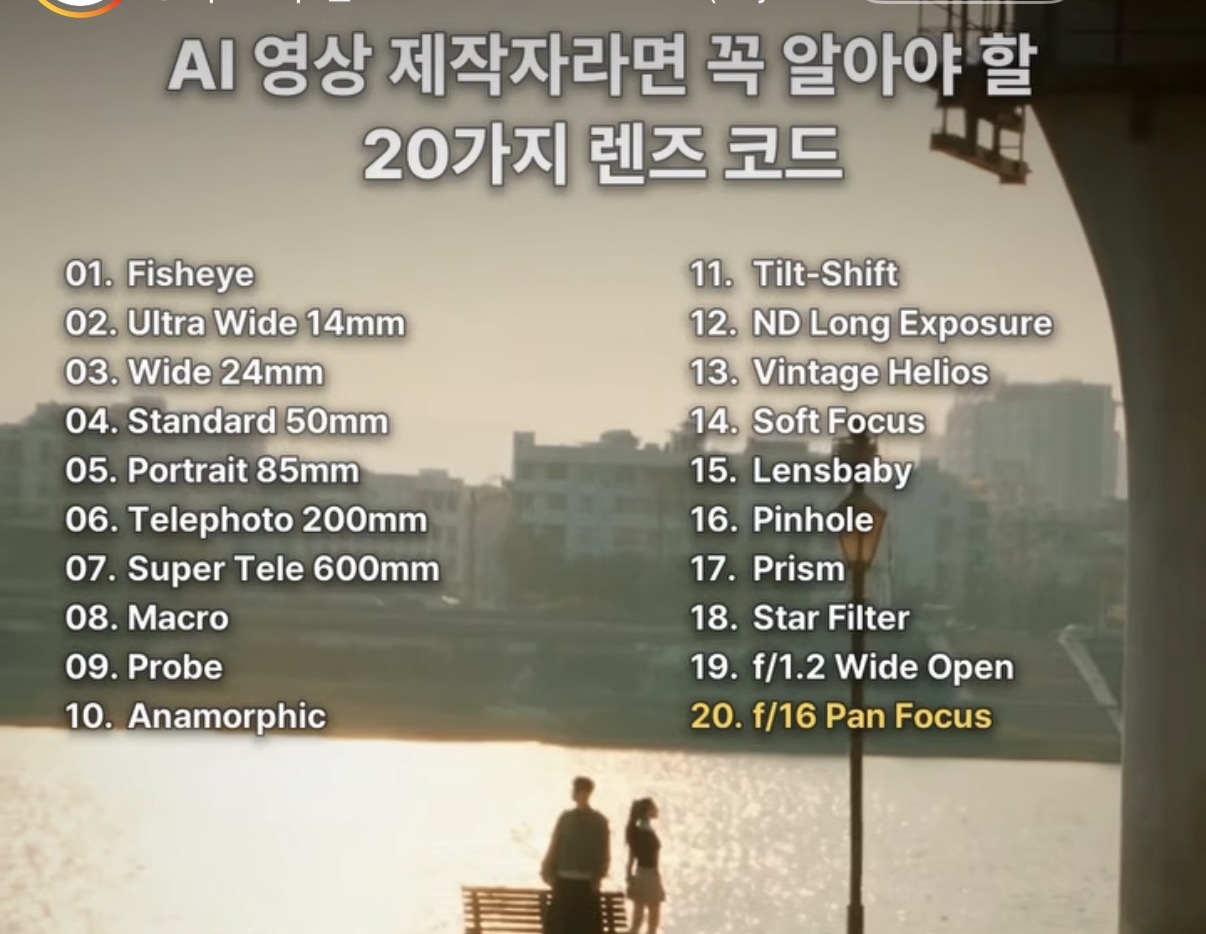 AI 영상 제작자라면 꼭 알아야 할
20가지 렌즈 코드
01. Fisheye
02. Ultra Wide 14mm
03. Wide 24mm
04. Standard 50mm
05. Portrait 85mm
06. Telephoto 200mm
07. Super Tele 600mm
08. Macro
09. Probe
10. Anamorphic
11. Tilt-Shift
12. ND Long Exposure
13. Vintage Helios
14. Soft Focus
15. Lensbaby
16. Pinhole
17. Prism
18. Star Filter
19. f/1.2 Wide Open
20. f/16 Pan Focus